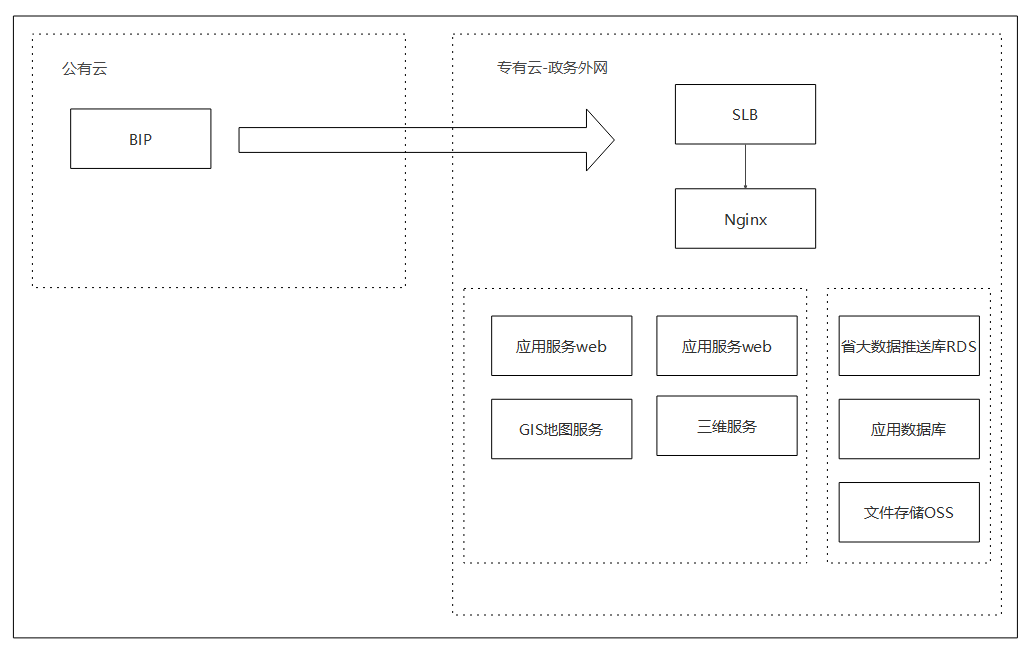 公有云
BIP
专有云-政务外网
SLB
Nginx
应用服务web
应用服务web
GIS地图服务
三维服务
省大数据推送库RDS
应用数据库
文件存储OSS